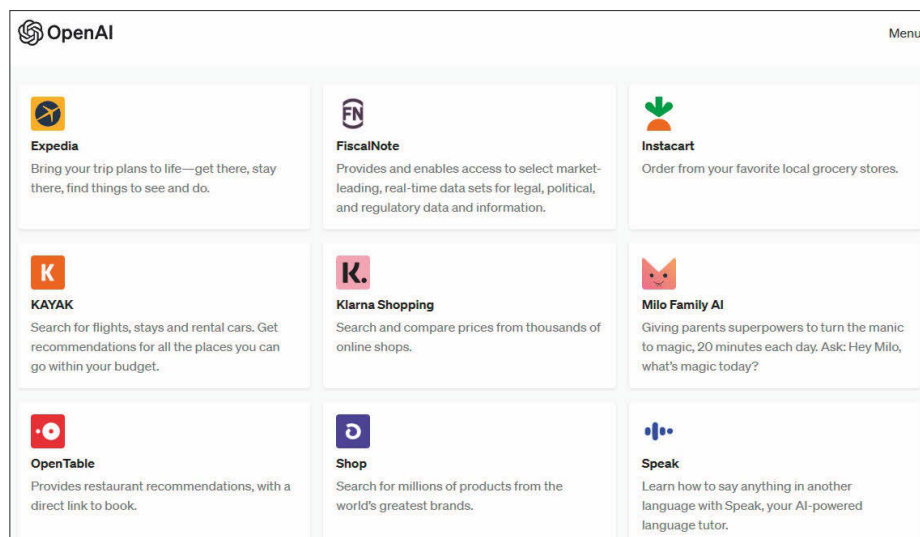 OpenAI
Menu
FN
Expedia
FiscalNote
Instacart
Bring your trip plans to life—get there, stay
there, find things to see and do.
Provides and enables access to select market-
leading, real-time data sets for legal, political,
and regulatory data and information.
Order from your favorite local grocery stores.
K
K.
KAYAK
Klarna Shopping
Milo Family AI
Search for flights, stays and rental cars. Get
recommendations for all the places you can
go within your budget.
Search and compare prices from thousands of
online shops.
Giving parents superpowers to turn the manic
to magic, 20 minutes each day. Ask: Hey Milo,
what's magic today?
OpenTable
Shop
Speak
Provides restaurant recommendations, with a
direct link to book.
Search for millions of products from the
world's greatest brands.
Learn how to say anything in another
language with Speak, your AI-powered
language tutor.